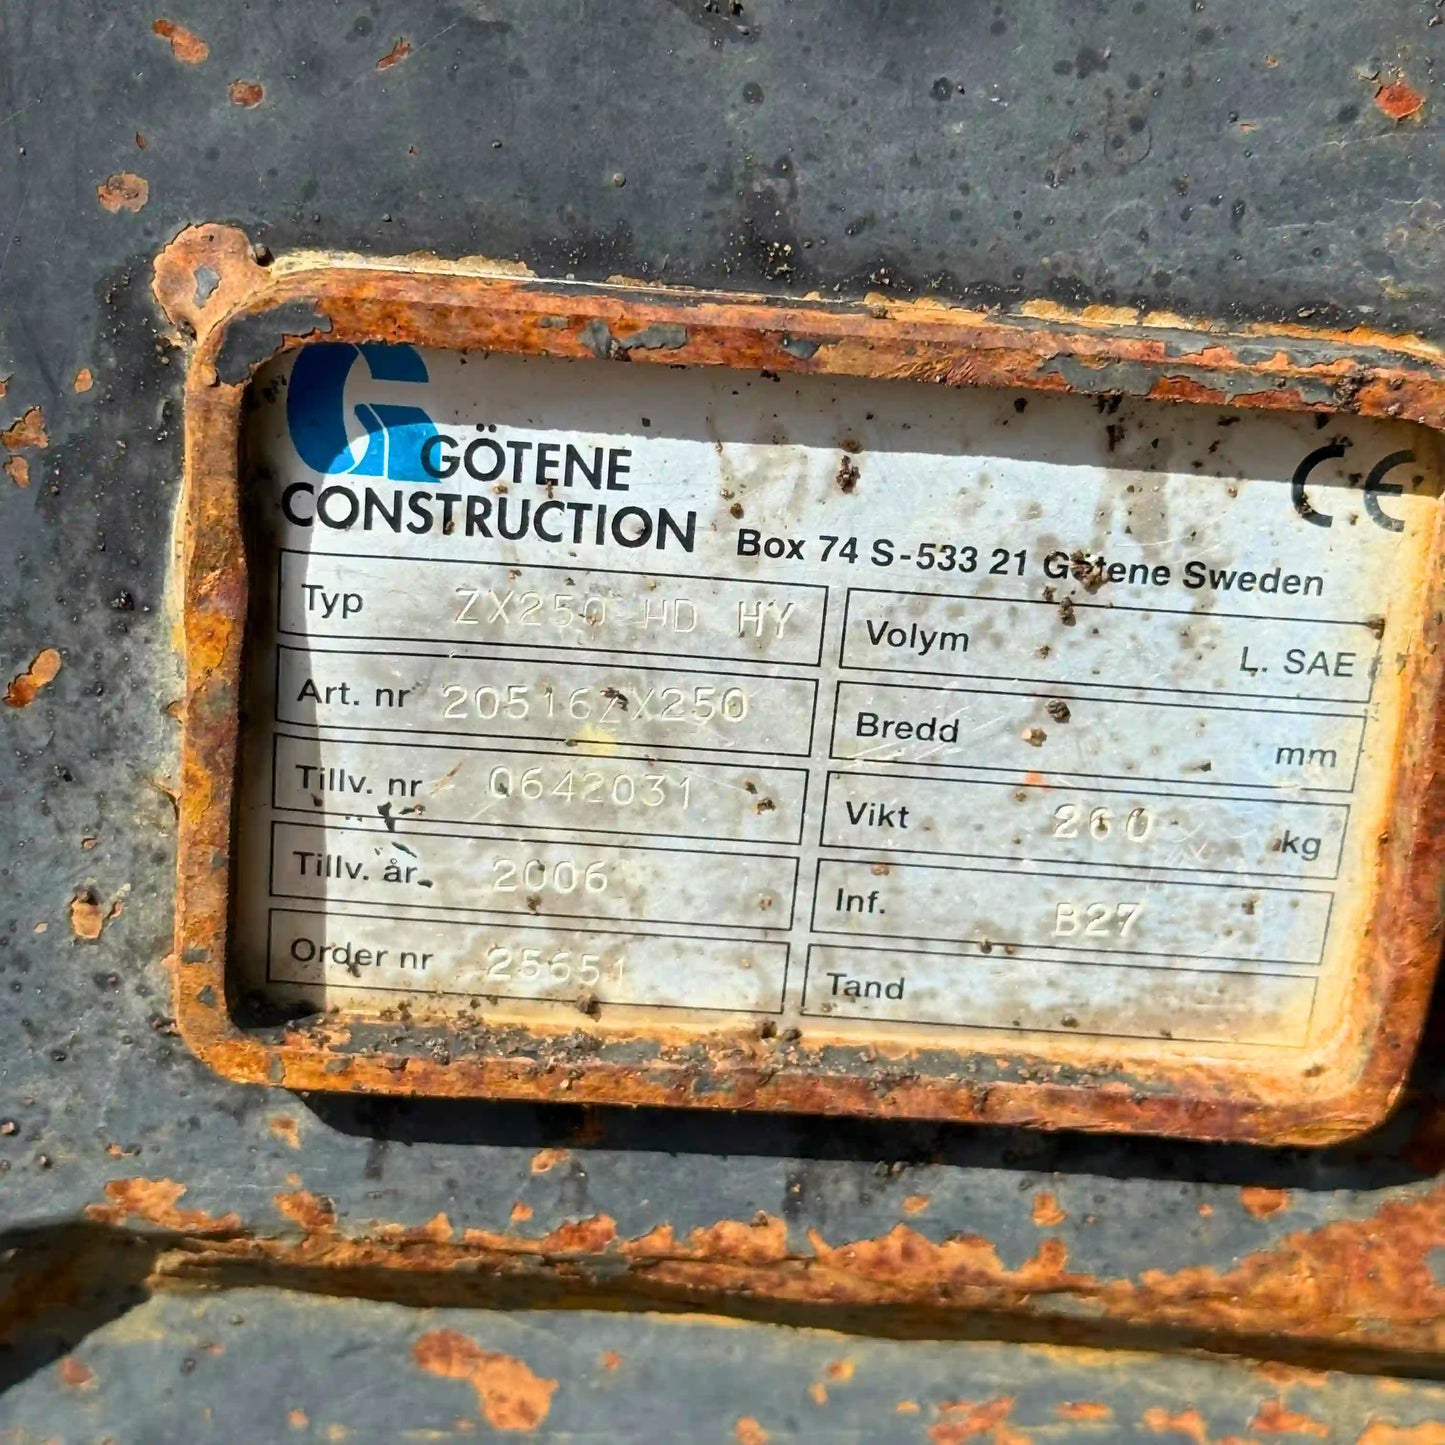 GÖTENE
CONSTRUCTION
CE
Box 74 S-533 21 Götene Sweden
Typ ZX250 HD HY
Art. nr 20516ZX250
Tillv. nr 0642031
Tillv. år 2006
Order nr 25651
Volym L. SAE
Bredd mm
Vikt 260 kg
Inf. B27
Tand